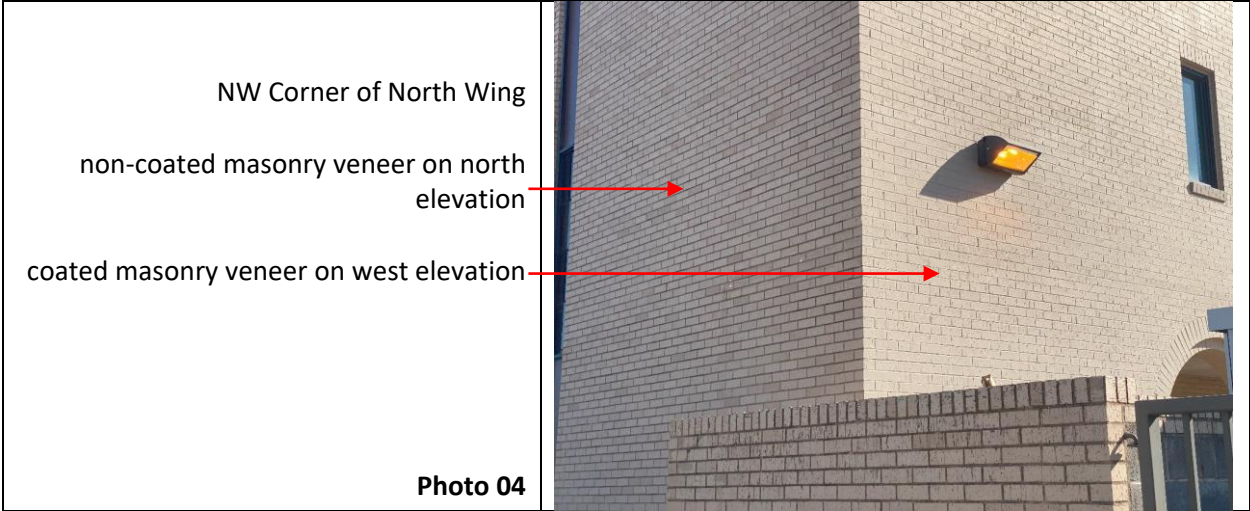 NW Corner of North Wing
non-coated masonry veneer on north
elevation
coated masonry veneer on west elevation
Photo 04